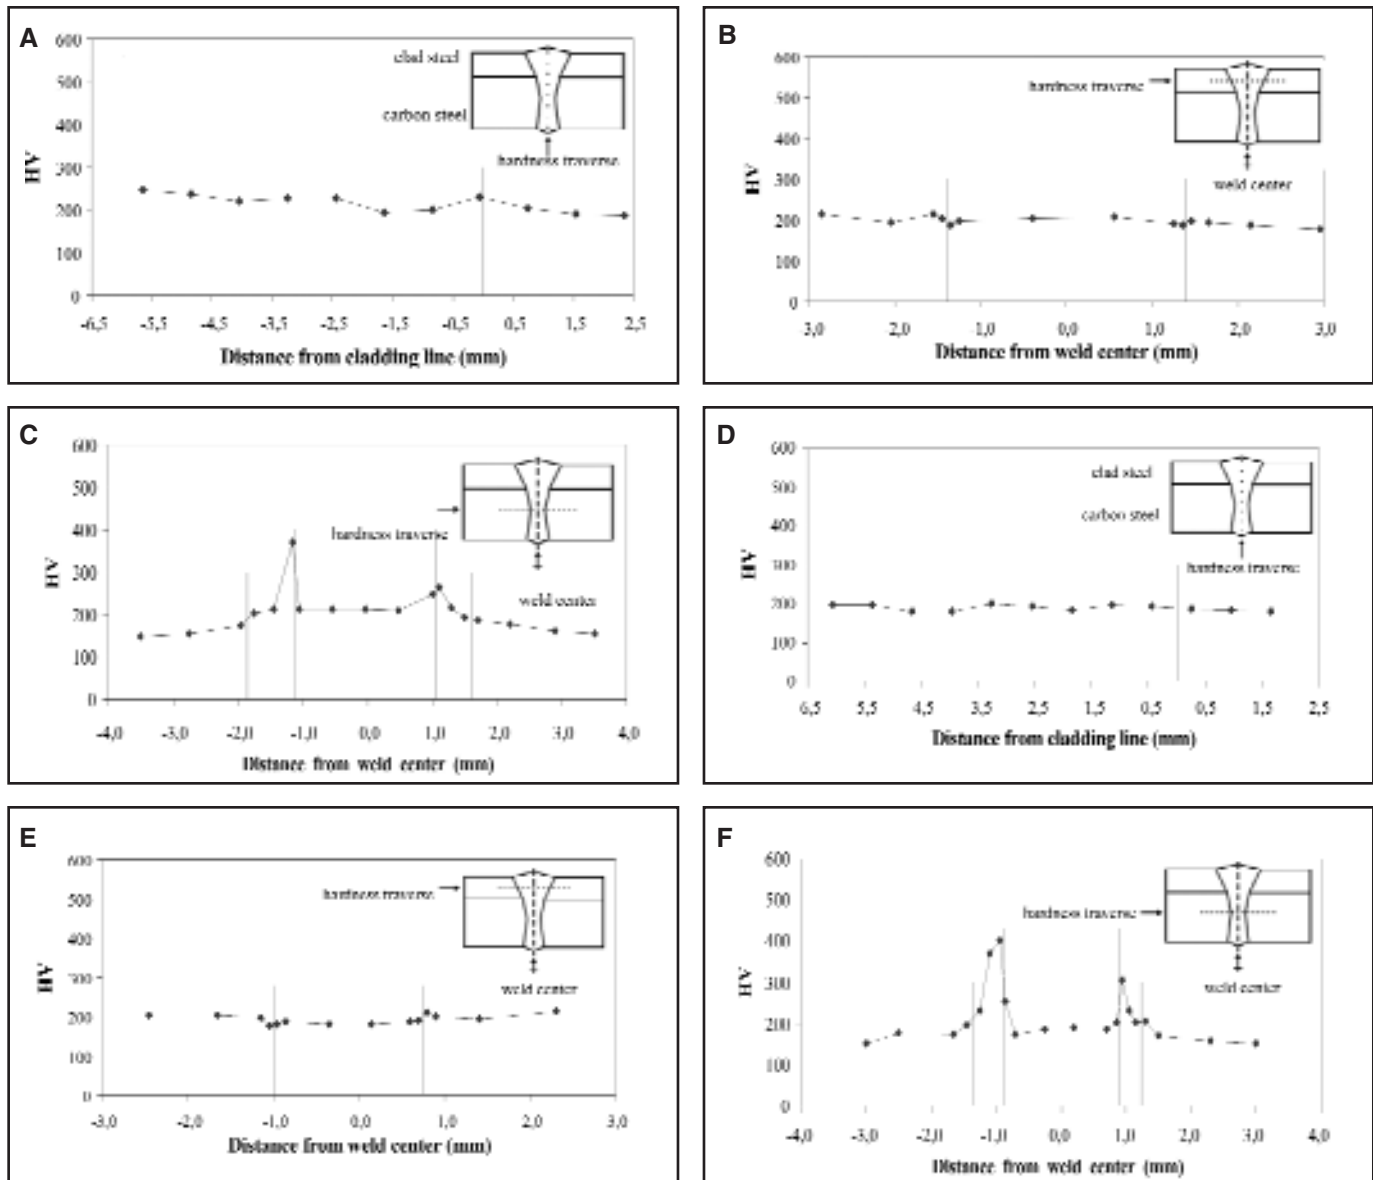 A
600
500
400
300
200
100
0
HV
clad steel
carbon steel
hardness traverse
-6,5 -5,5 -4,5 -3,5 -2,5 -1,5 -0,5 0,5 1,5 2,5
Distance from cladding line (mm)
B
600
500
400
300
200
100
0
HV
hardness traverse
weld center
3,0 2,0 -1,0 0,0 1,0 2,0 3,0
Distance from weld center (mm)
C
600
500
400
300
200
100
0
HV
hardness traverse
weld center
-4,0 -3,0 -2,0 -1,0 0,0 1,0 2,0 3,0 4,0
Distance from weld center (mm)
D
600
500
400
300
200
100
0
HV
clad steel
carbon steel
hardness traverse
6,5 5,5 4,5 3,5 2,5 1,5 0,5 0,5 1,5 2,5
Distance from cladding line (mm)
E
600
500
400
300
200
100
0
HV
hardness traverse
weld center
-3,0 -2,0 -1,0 0,0 1,0 2,0 3,0
Distance from weld center (mm)
F
600
500
400
300
200
100
0
HV
hardness traverse
weld center
-4,0 -3,0 -2,0 -1,0 0,0 1,0 2,0 3,0 4,0
Distance from weld center (mm)